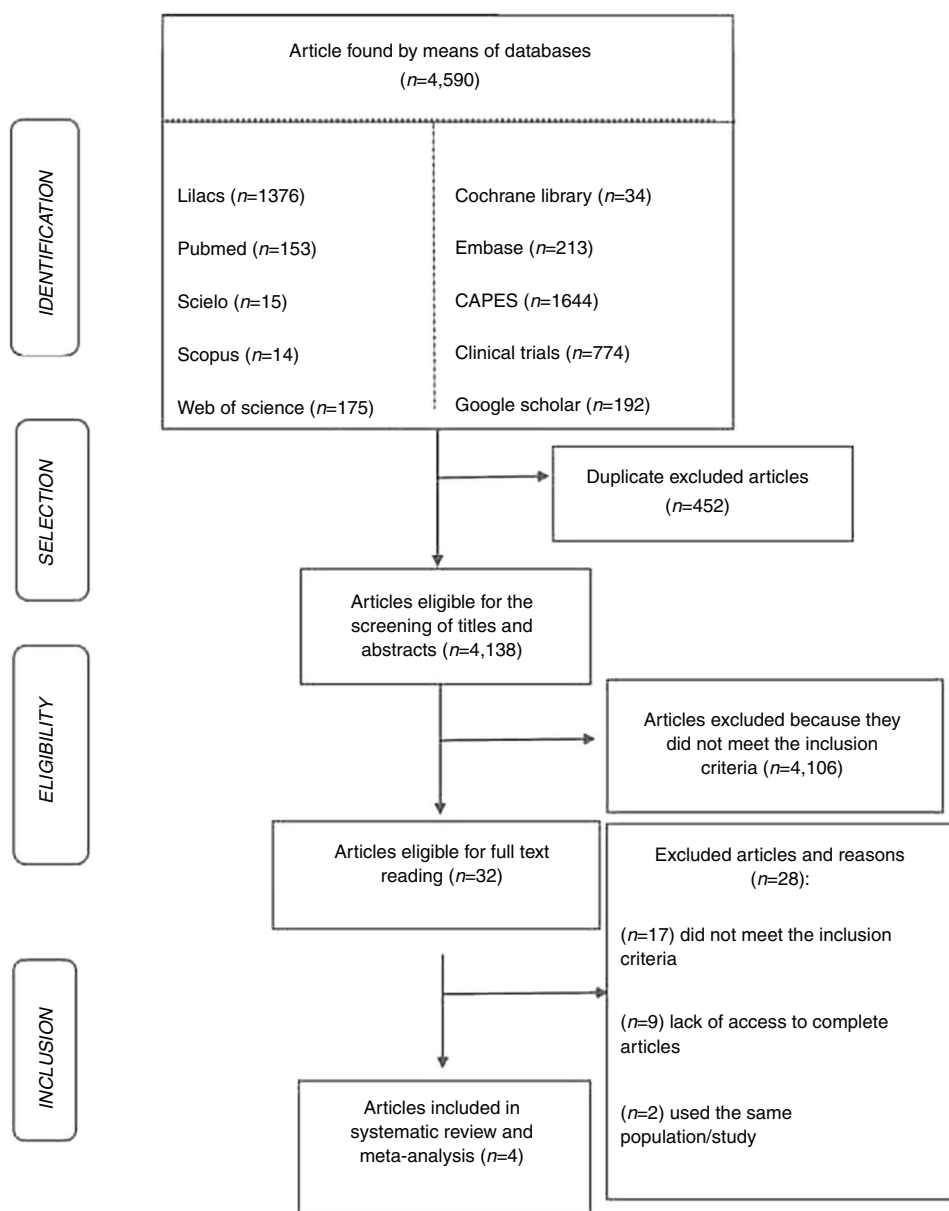 Article found by means of databases
(n=4,590)
IDENTIFICATION
Lilacs (n=1376)
Pubmed (n=153)
Scielo (n=15)
Scopus (n=14)
Web of science (n=175)
Cochrane library (n=34)
Embase (n=213)
CAPES (n=1644)
Clinical trials (n=774)
Google scholar (n=192)
SELECTION
Duplicate excluded articles
(n=452)
Articles eligible for the
screening of titles and
abstracts (n=4,138)
ELIGIBILITY
Articles excluded because they
did not meet the inclusion
criteria (n=4,106)
Articles eligible for full text
reading (n=32)
Excluded articles and reasons
(n=28):
(n=17) did not meet the inclusion
criteria
(n=9) lack of access to complete
articles
(n=2) used the same
population/study
INCLUSION
Articles included in
systematic review and
meta-analysis (n=4)